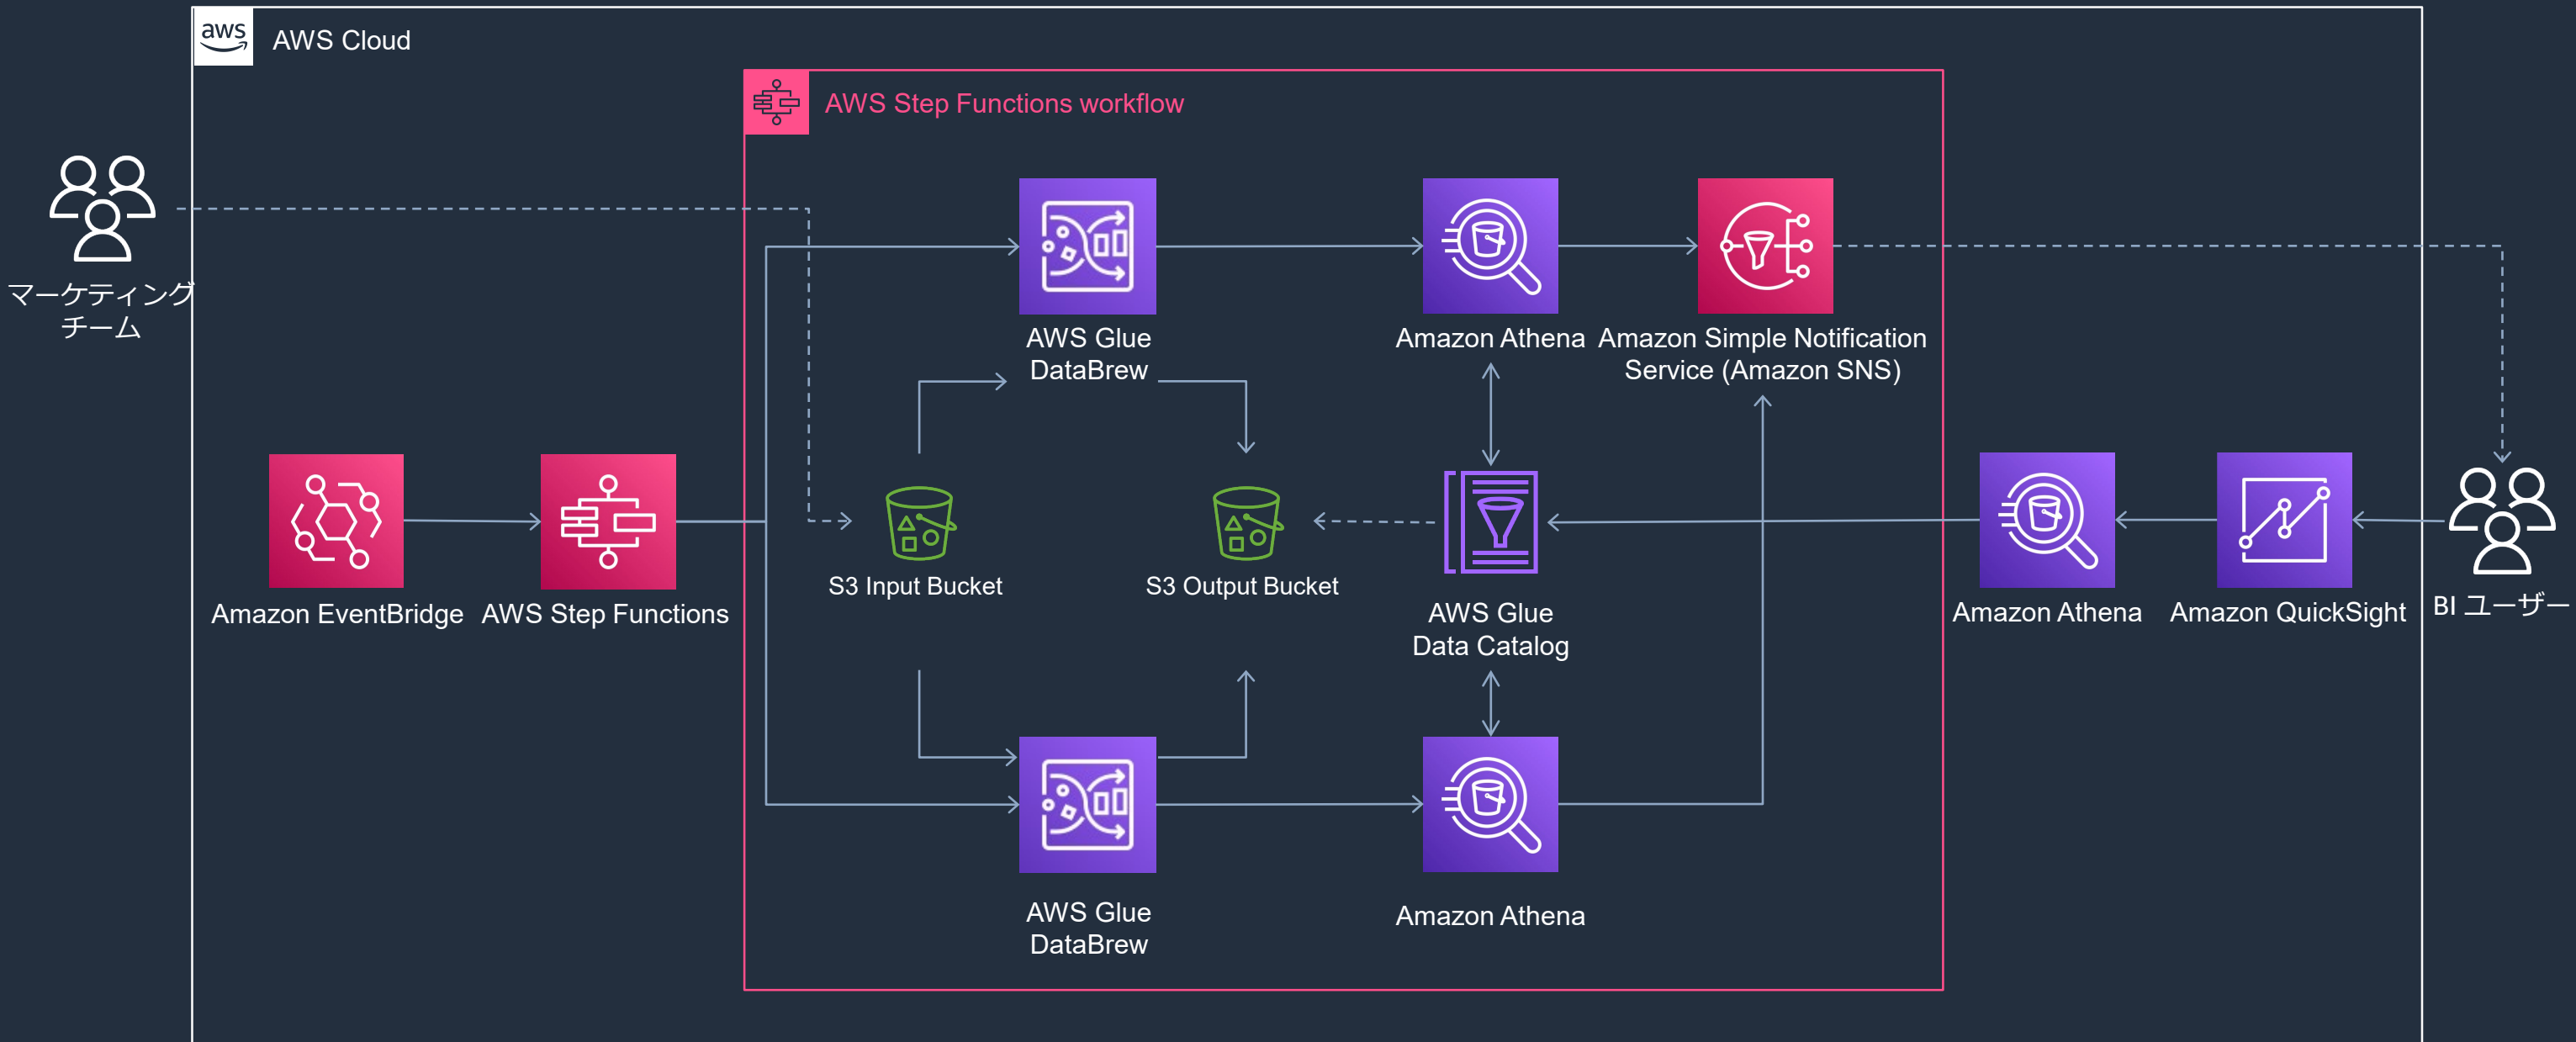 aws
AWS Cloud
AWS Step Functions workflow
マーケティング
チーム
AWS Glue
DataBrew
Amazon Athena
Amazon Simple Notification
Service (Amazon SNS)
Amazon EventBridge
AWS Step Functions
S3 Input Bucket
S3 Output Bucket
AWS Glue
Data Catalog
Amazon Athena
Amazon QuickSight
BI ユーザー
AWS Glue
DataBrew
Amazon Athena